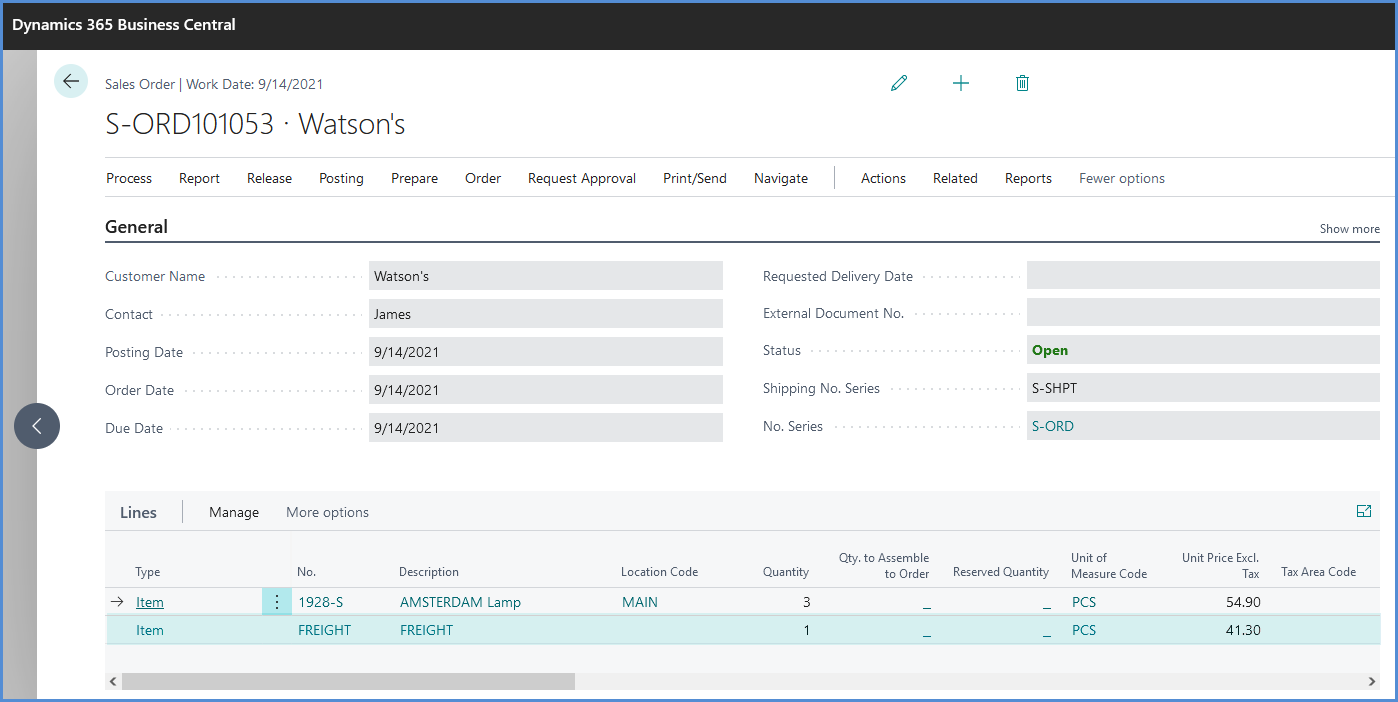 Dynamics 365 Business Central
Sales Order | Work Date: 9/14/2021
S-ORD101053 · Watson's
Process Report Release Posting Prepare Order Request Approval Print/Send Navigate Actions Related Reports Fewer options
General Show more
Customer Name Watson's
Contact James
Posting Date 9/14/2021
Order Date 9/14/2021
Due Date 9/14/2021
Requested Delivery Date
External Document No.
Status Open
Shipping No. Series S-SHPT
No. Series S-ORD
Lines Manage More options
Type No. Description Location Code Quantity Qty. to Assemble to Order Reserved Quantity Unit of Measure Code Unit Price Excl. Tax Tax Area Code
Item 1928-S AMSTERDAM Lamp MAIN 3 _ _ PCS 54.90
Item FREIGHT FREIGHT 1 _ _ PCS 41.30